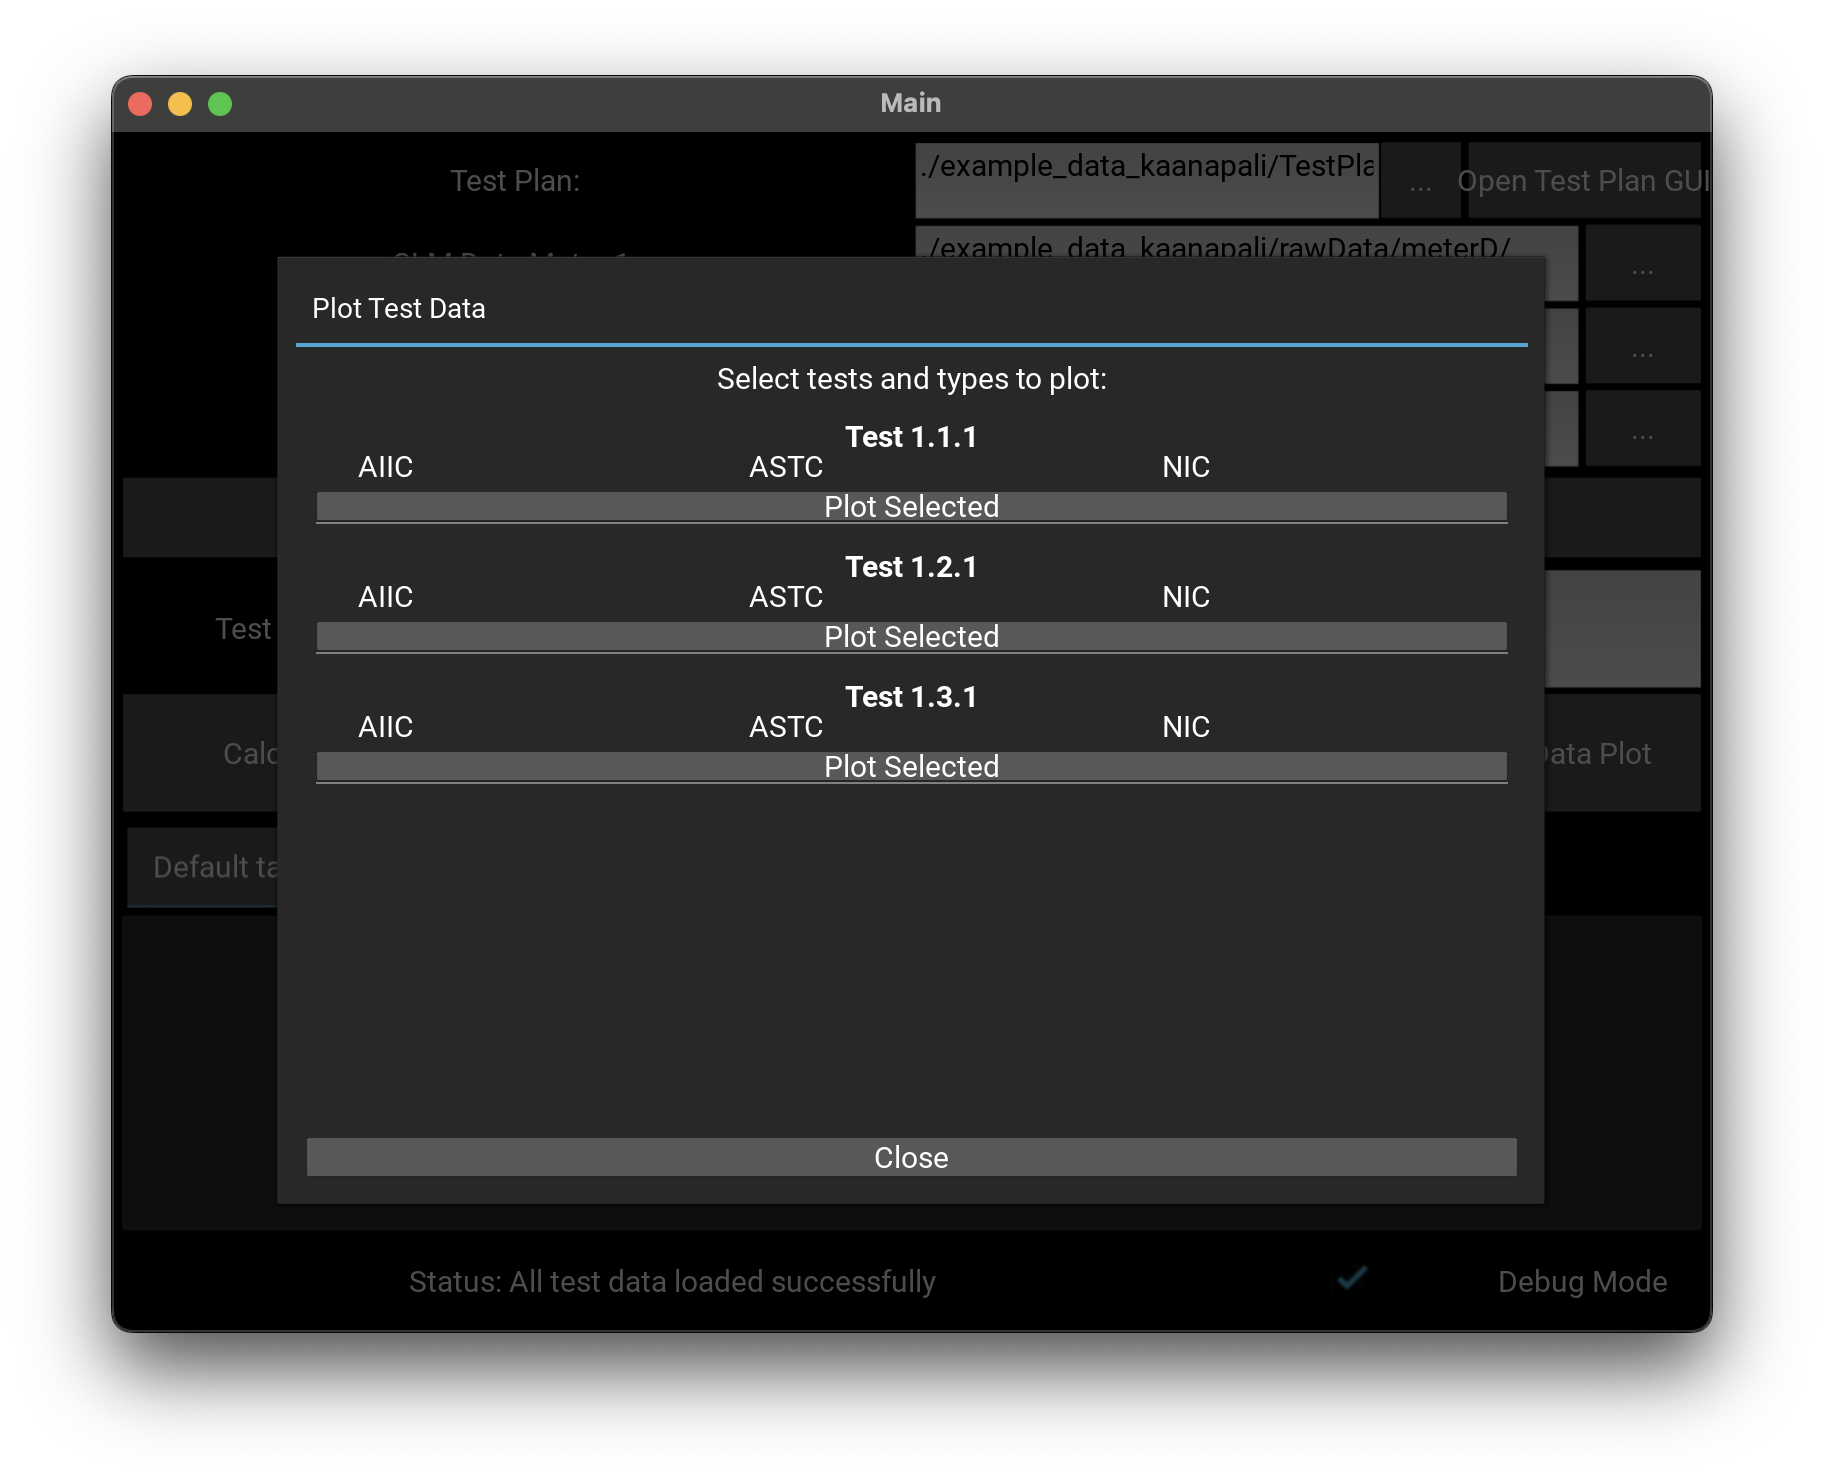 Main
Test Plan:
./example_data_kaanapali/TestPla
...
Open Test Plan GUI
./example_data_kaanapali/rawData/meterD/
...
Plot Test Data
Select tests and types to plot:
...
Test 1.1.1
...
AIIC
ASTC
NIC
Plot Selected
Test 1.2.1
AIIC
ASTC
NIC
Test
Plot Selected
Test 1.3.1
AIIC
ASTC
NIC
Plot Selected
Data Plot
Default ta
Close
Status: All test data loaded successfully
Debug Mode